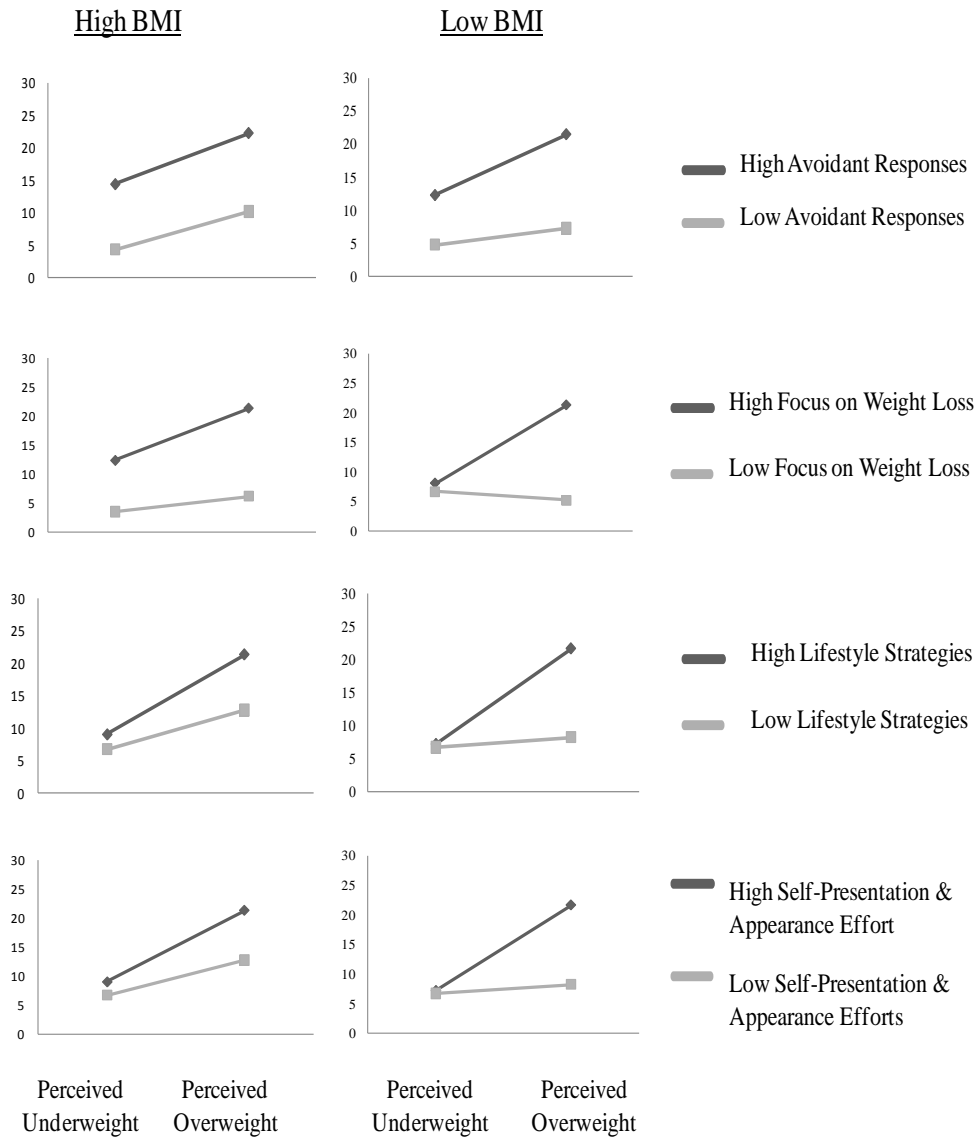 High BMI
Low BMI
30
25
20
15
10
5
0
30
25
20
15
10
5
0
High Avoidant Responses
Low Avoidant Responses
30
25
20
15
10
5
0
30
25
20
15
10
5
0
High Focus on Weight Loss
Low Focus on Weight Loss
30
25
20
15
10
5
0
30
25
20
15
10
5
0
High Lifestyle Strategies
Low Lifestyle Strategies
30
25
20
15
10
5
0
30
25
20
15
10
5
0
High Self-Presentation &
Appearance Effort
Low Self-Presentation &
Appearance Efforts
Perceived
Underweight
Perceived
Overweight
Perceived
Underweight
Perceived
Overweight